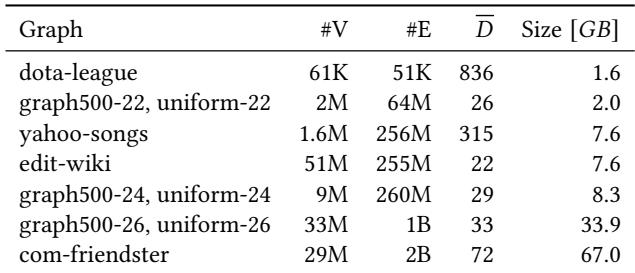 Graph #V #E D̅ Size [GB]
dota-league 61K 51K 836 1.6
graph500-22, uniform-22 2M 64M 26 2.0
yahoo-songs 1.6M 256M 315 7.6
edit-wiki 51M 255M 22 7.6
graph500-24, uniform-24 9M 260M 29 8.3
graph500-26, uniform-26 33M 1B 33 33.9
com-friendster 29M 2B 72 67.0